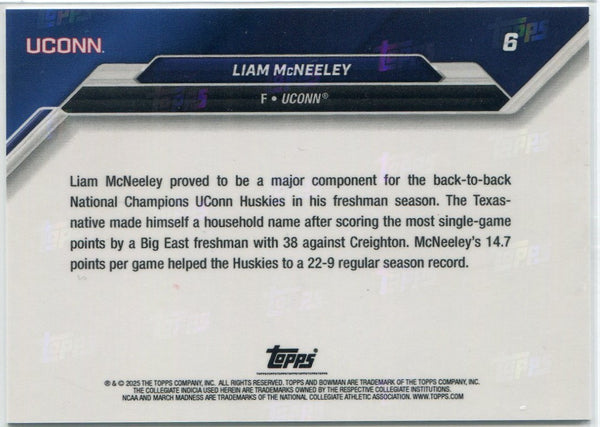 UCONN
6
LIAM McNEELEY
F • UCONN®
Liam McNeeley proved to be a major component for the back-to-back
National Champions UConn Huskies in his freshman season. The Texas-
native made himself a household name after scoring the most single-game
points by a Big East freshman with 38 against Creighton. McNeeley's 14.7
points per game helped the Huskies to a 22-9 regular season record.
TOPPS
® & © 2025 THE TOPPS COMPANY, INC. ALL RIGHTS RESERVED. TOPPS AND BOWMAN ARE TRADEMARK OF THE TOPPS COMPANY, INC.
THE COLLEGIATE INDICIA USED HEREIN ARE TRADEMARKS OWNED BY THE RESPECTIVE COLLEGIATE INSTITUTIONS.
NCAA AND MARCH MADNESS ARE TRADEMARKS OF THE NATIONAL COLLEGIATE ATHLETIC ASSOCIATION. WWW.TOPPS.COM